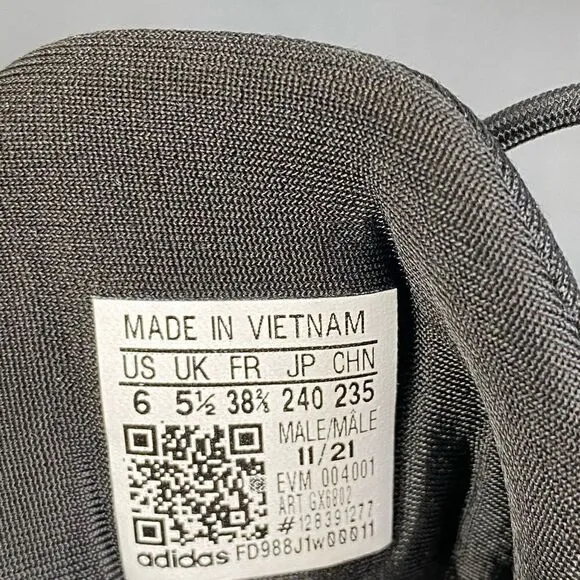 MADE IN VIETNAM
US UK FR JP CHN
6 5½ 38⅔ 240 235
MALE/MÂLE
11/21
EVM 004001
ART GX6802
#126391277
adidas FD988J1w00011